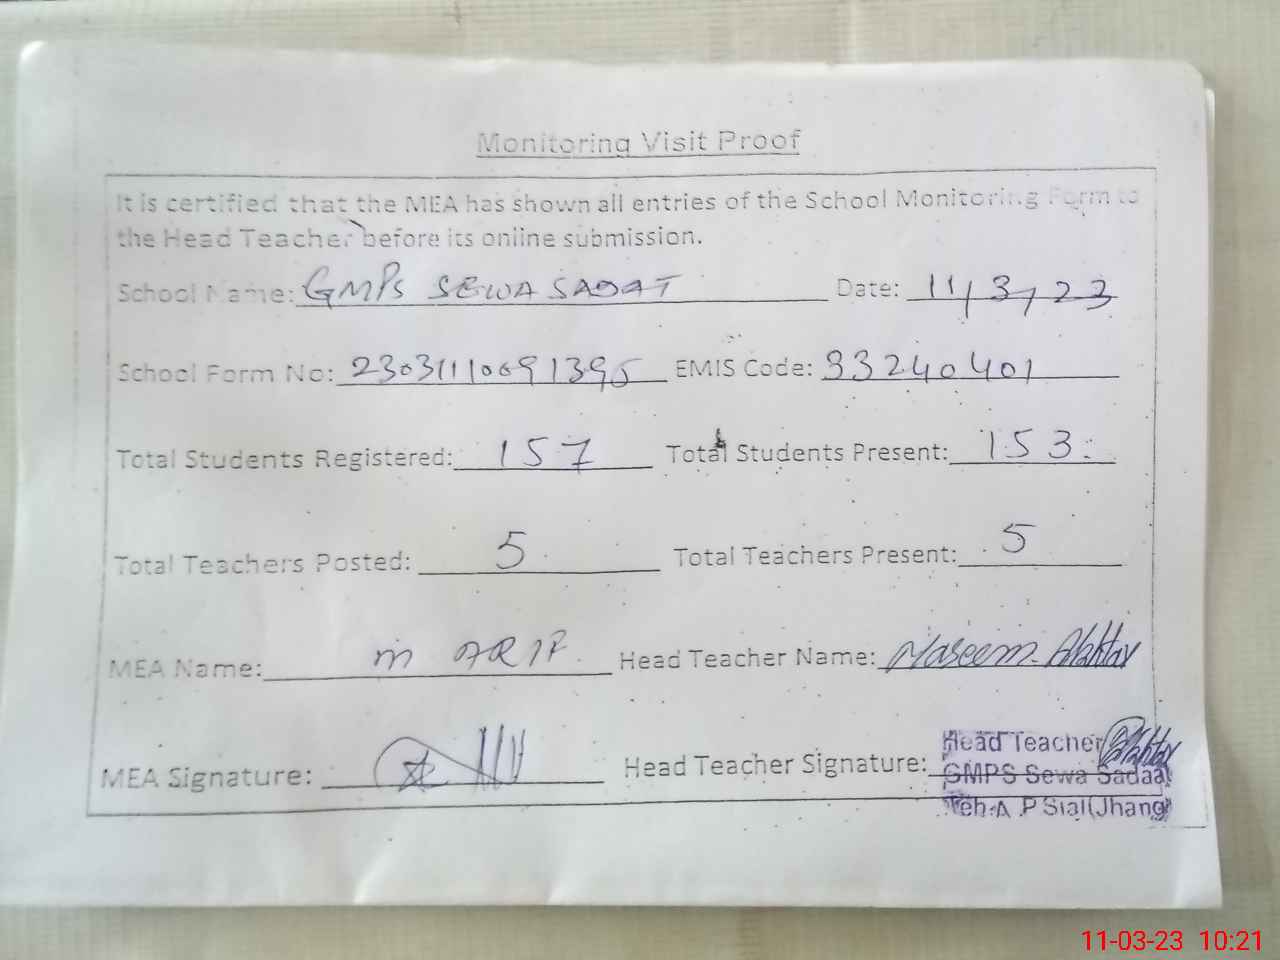 Monitoring Visit Proof
It is certified that the MEA has shown all entries of the School Monitoring Form to
the Head Teacher before its online submission.
School Name: GMPS SEWA SADAT Date: 11/3/23
School Form No: 23031110691395 EMIS Code: 33240401
Total Students Registered: 157 Total Students Present: 153
Total Teachers Posted: 5 Total Teachers Present: 5
MEA Name: M ARIF Head Teacher Name: Naseem Akhtar
MEA Signature: Head Teacher Signature:
Head Teacher
GMPS Sewa Sadaat
Teh: A P Sial (Jhang)
11-03-23 10:21